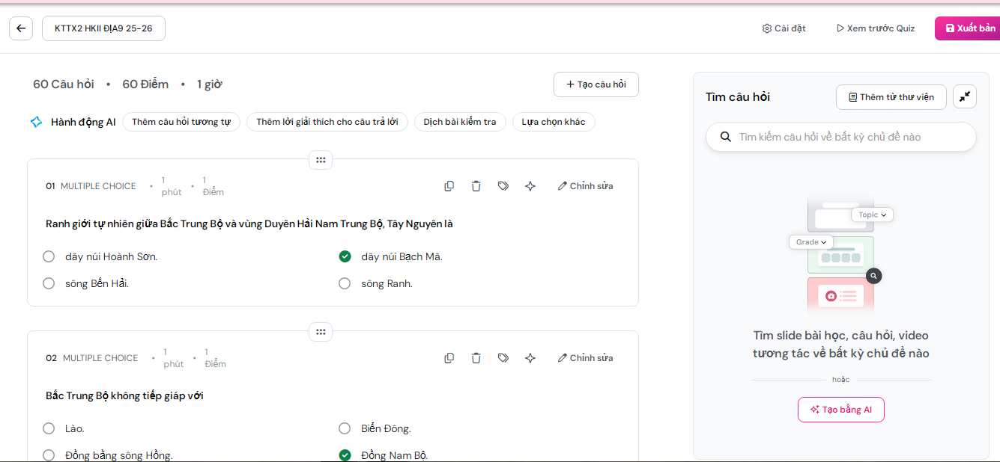 KTTX2 HKII ĐỊA9 25-26
Cài đặt
Xem trước Quiz
Xuất bản
60 Câu hỏi • 60 Điểm • 1 giờ
+ Tạo câu hỏi
Hành động AI
Thêm câu hỏi tương tự
Thêm lời giải thích cho câu trả lời
Dịch bài kiểm tra
Lựa chọn khác
01 MULTIPLE CHOICE • 1 phút • 1 Điểm
Chỉnh sửa
Ranh giới tự nhiên giữa Bắc Trung Bộ và vùng Duyên Hải Nam Trung Bộ, Tây Nguyên là
dãy núi Hoành Sơn.
dãy núi Bạch Mã.
sông Bến Hải.
sông Ranh.
02 MULTIPLE CHOICE • 1 phút • 1 Điểm
Chỉnh sửa
Bắc Trung Bộ không tiếp giáp với
Lào.
Biển Đông.
Đồng bằng sông Hồng.
Đồng Nam Bộ.
Tìm câu hỏi
Thêm từ thư viện
Tìm kiếm câu hỏi về bất kỳ chủ đề nào
Topic
Grade
Tìm slide bài học, câu hỏi, video
tương tác về bất kỳ chủ đề nào
hoặc
Tạo bằng AI